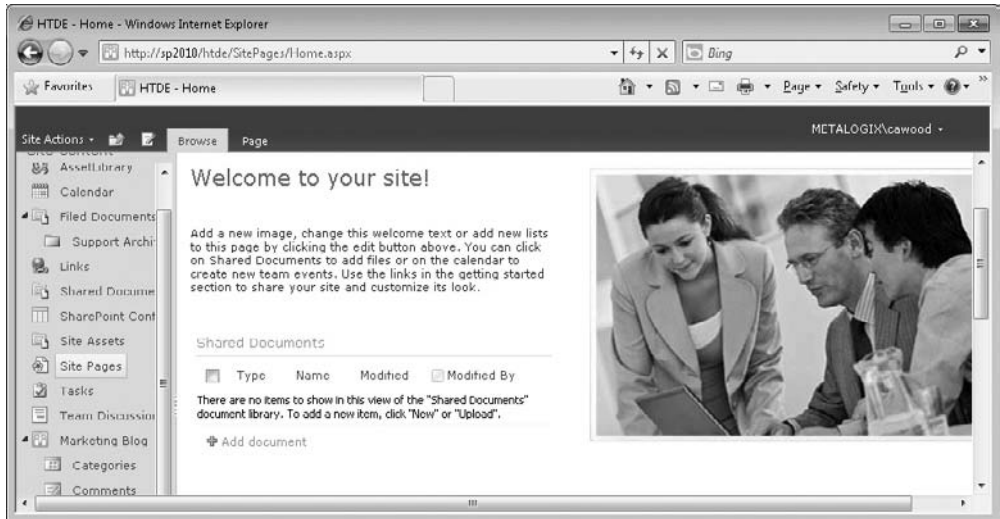 HTDE - Home - Windows Internet Explorer
http://sp2010/htde/SitePages/Home.aspx
Bing
Favorites
HTDE - Home
Page
Safety
Tools
Site Actions
Browse
Page
METALOGIX\cawood
Site Content
AssetLibrary
Calendar
Filed Documents
Support Archi
Links
Shared Docume
SharePoint Conf
Site Assets
Site Pages
Tasks
Team Discussion
Marketing Blog
Categories
Comments
Welcome to your site!
Add a new image, change this welcome text or add new lists
to this page by clicking the edit button above. You can click
on Shared Documents to add files or on the calendar to
create new team events. Use the links in the getting started
section to share your site and customize its look.
Shared Documents
Type Name Modified Modified By
There are no items to show in this view of the "Shared Documents"
document library. To add a new item, click "New" or "Upload".
Add document